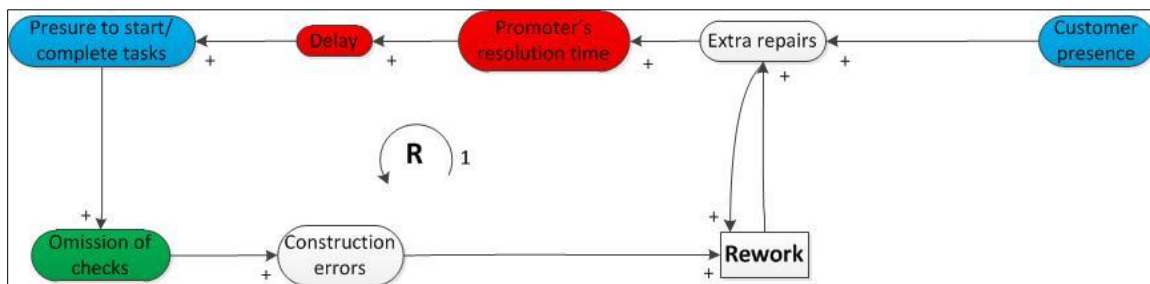 Presure to start/
complete tasks
+
Delay
+
Promoter's
resolution time
+
Extra repairs
+
+
Customer
presence
R
1
+
Omission of
checks
+
Construction
errors
+
+
Rework